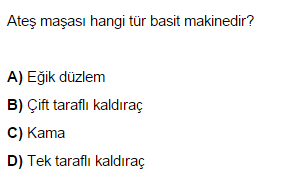 Ateş maşası hangi tür basit makinedir?
A) Eğik düzlem
B) Çift taraflı kaldıraç
C) Kama
D) Tek taraflı kaldıraç